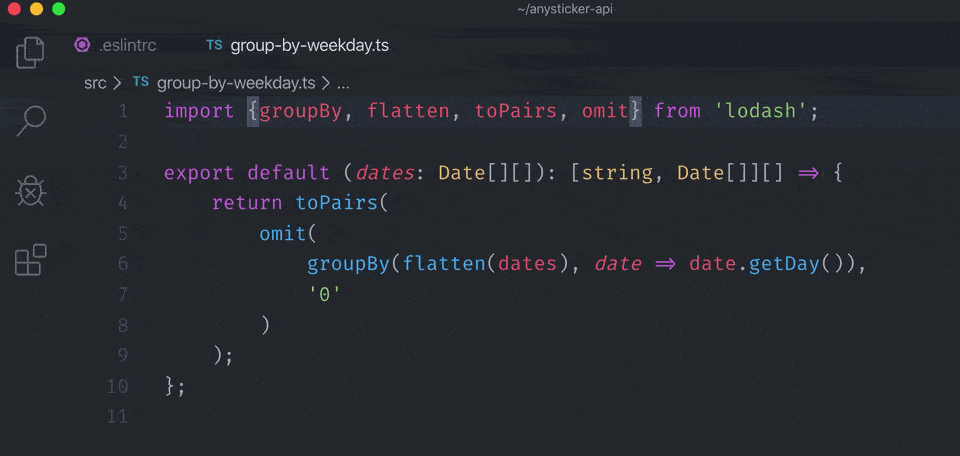 ~/anysticker-api
.eslintrc TS group-by-weekday.ts
src > TS group-by-weekday.ts > ...
1 import {groupBy, flatten, toPairs, omit} from 'lodash';
2
3 export default (dates: Date[][]): [string, Date[]][] => {
4 return toPairs(
5 omit(
6 groupBy(flatten(dates), date => date.getDay()),
7 '0'
8 )
9 );
10 };
11